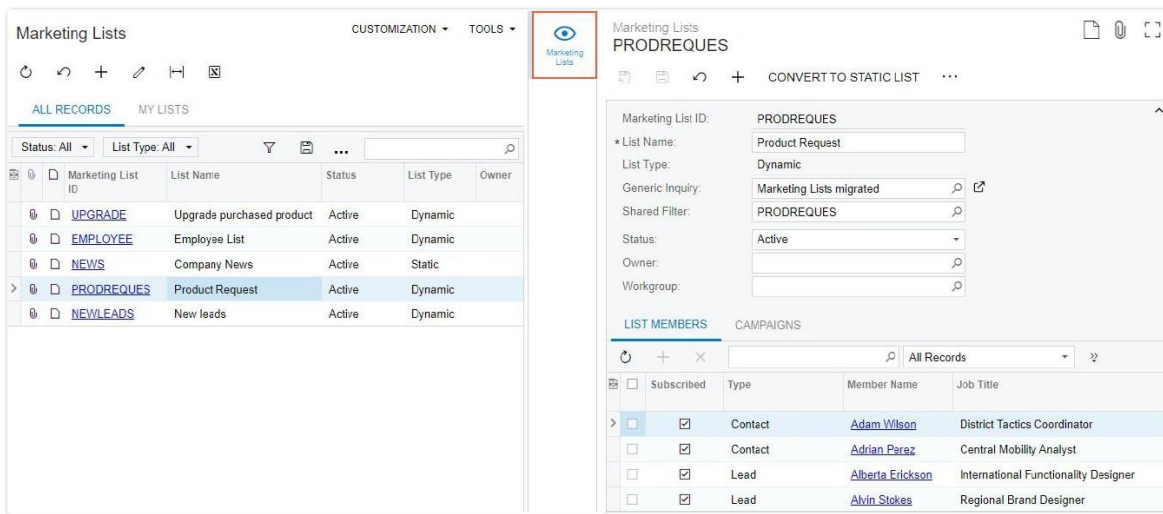 Marketing Lists
CUSTOMIZATION TOOLS
ALL RECORDS MY LISTS
Status: All List Type: All ...
Marketing List ID List Name Status List Type Owner
UPGRADE Upgrade purchased product Active Dynamic
EMPLOYEE Employee List Active Dynamic
NEWS Company News Active Static
PRODREQUES Product Request Active Dynamic
NEWLEADS New leads Active Dynamic
Marketing Lists
Marketing Lists
PRODREQUES
CONVERT TO STATIC LIST ...
Marketing List ID: PRODREQUES
* List Name: Product Request
List Type: Dynamic
Generic Inquiry: Marketing Lists migrated
Shared Filter: PRODREQUES
Status: Active
Owner:
Workgroup:
LIST MEMBERS CAMPAIGNS
All Records
Subscribed Type Member Name Job Title
Contact Adam Wilson District Tactics Coordinator
Contact Adrian Perez Central Mobility Analyst
Lead Alberta Erickson International Functionality Designer
Lead Alvin Stokes Regional Brand Designer